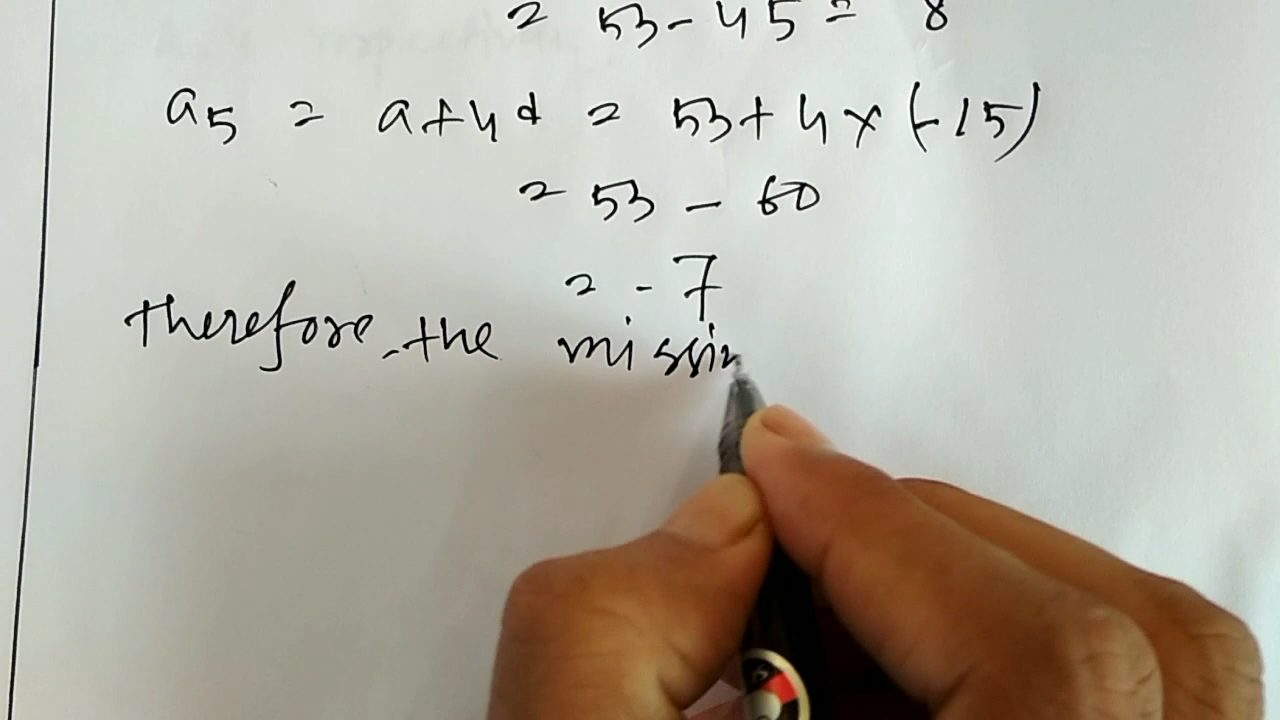 = 53 - 45 = 8
a5 = a+4d = 53+4×(-15)
= 53 - 60
= -7
therefore, the missin